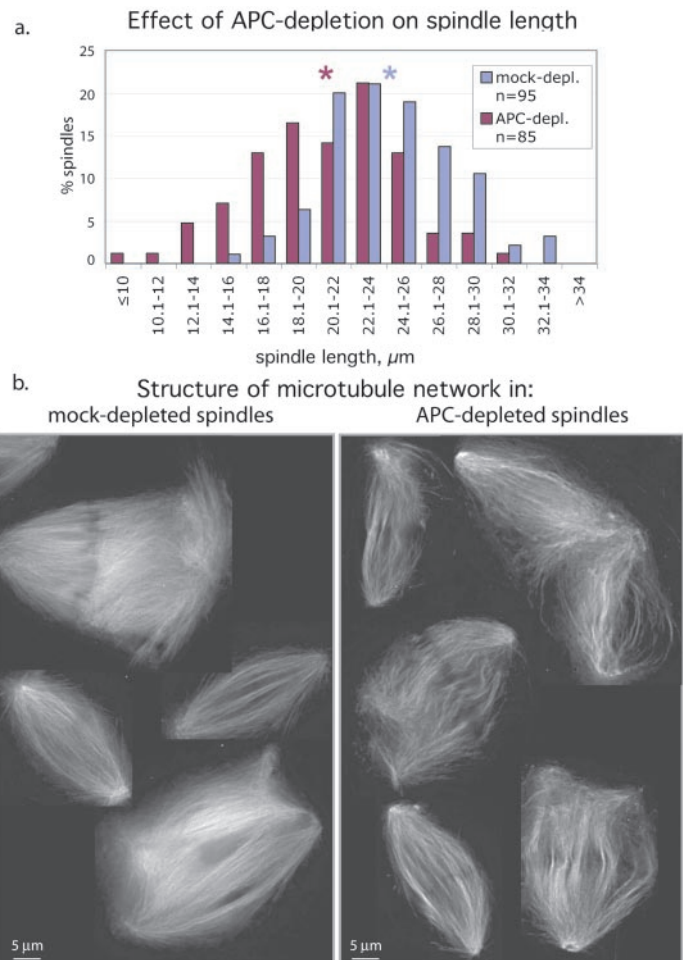 a.
Effect of APC-depletion on spindle length
25
20
15
10
5
0
% spindles
*
*
mock-depl.
n=95
APC-depl.
n=85
≤10
10.1-12
12.1-14
14.1-16
16.1-18
18.1-20
20.1-22
22.1-24
24.1-26
26.1-28
28.1-30
30.1-32
32.1-34
>34
spindle length, µm
b.
Structure of microtubule network in:
mock-depleted spindles
APC-depleted spindles
5 µm
5 µm